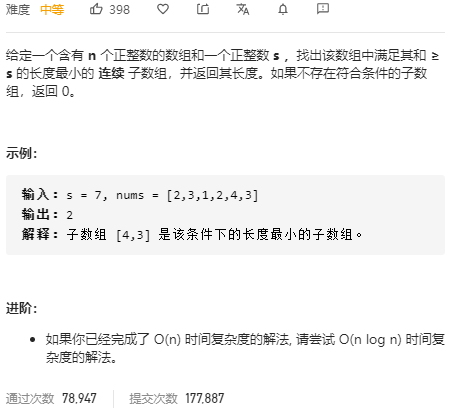 难度 中等 398
给定一个含有 n 个正整数的数组和一个正整数 s ，找出该数组中满足其和 ≥
s 的长度最小的 连续 子数组，并返回其长度。如果不存在符合条件的子数
组，返回 0。
示例：
输入：s = 7, nums = [2,3,1,2,4,3]
输出：2
解释：子数组 [4,3] 是该条件下的长度最小的子数组。
进阶：
• 如果你已经完成了 O(n) 时间复杂度的解法, 请尝试 O(n log n) 时间复
杂度的解法。
通过次数 78,947 提交次数 177,887